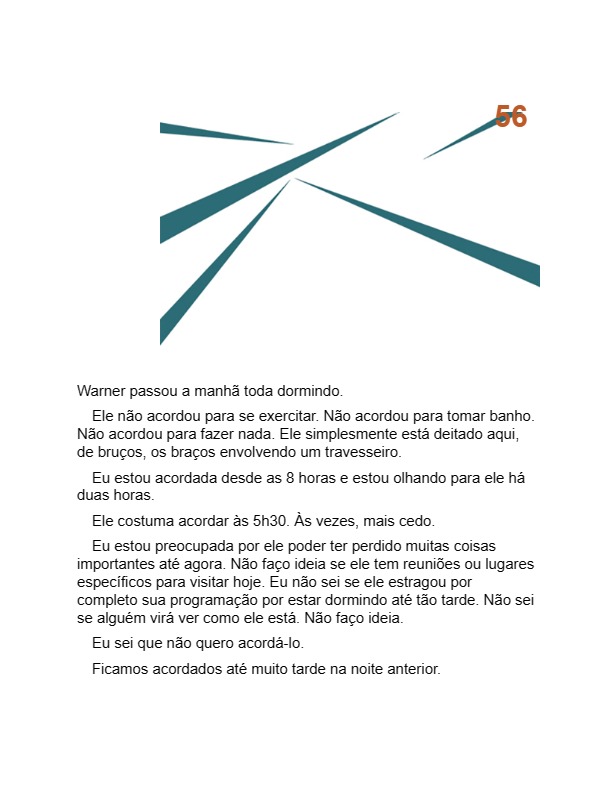 56
Warner passou a manhã toda dormindo.
Ele não acordou para se exercitar. Não acordou para tomar banho.
Não acordou para fazer nada. Ele simplesmente está deitado aqui,
de bruços, os braços envolvendo um travesseiro.
Eu estou acordada desde as 8 horas e estou olhando para ele há
duas horas.
Ele costuma acordar às 5h30. Às vezes, mais cedo.
Eu estou preocupada por ele poder ter perdido muitas coisas
importantes até agora. Não faço ideia se ele tem reuniões ou lugares
específicos para visitar hoje. Eu não sei se ele estragou por
completo sua programação por estar dormindo até tão tarde. Não sei
se alguém virá ver como ele está. Não faço ideia.
Eu sei que não quero acordá-lo.
Ficamos acordados até muito tarde na noite anterior.